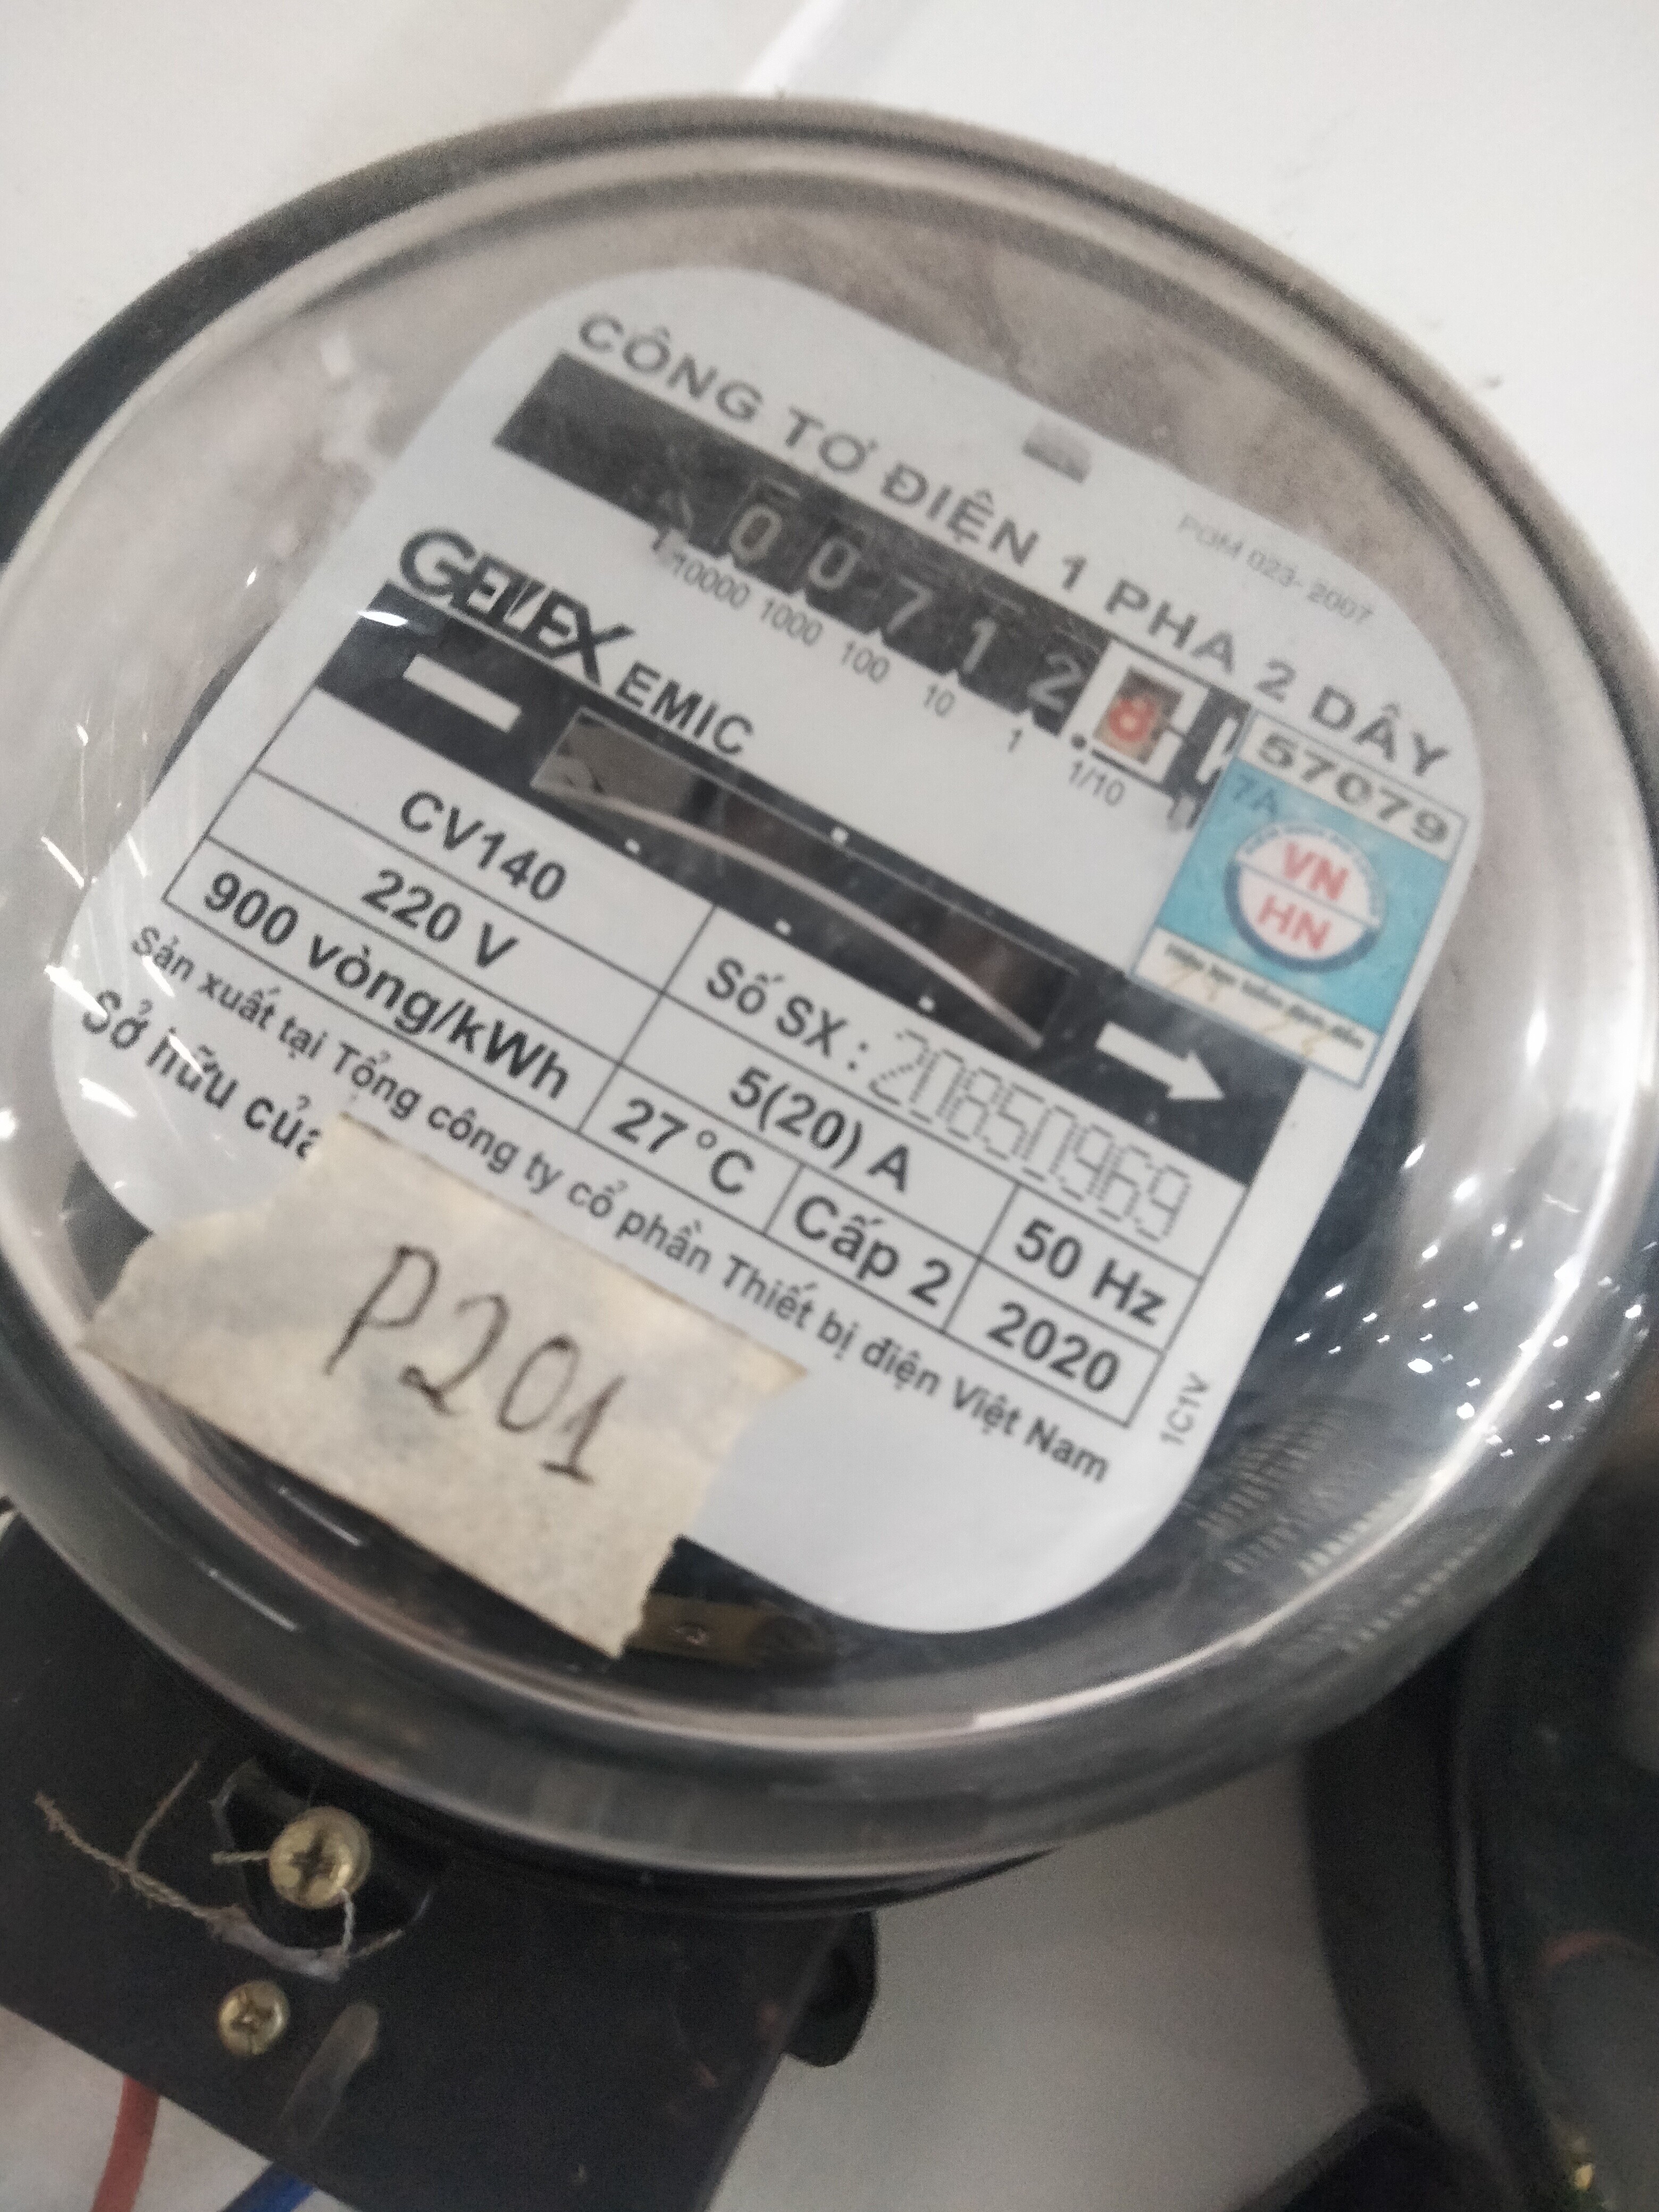 CÔNG TƠ ĐIỆN 1 PHA 2 DÂY
PDM 023-2007
0 0 7 1 2 8
10000 1000 100 10 1 1/10
GELEX EMIC
57079
7A
VN
HN
CV140
Số SX : 20850969
220 V
5(20) A
50 Hz
900 vòng/kWh
27°C
Cấp 2
2020
Sản xuất tại Tổng công ty cổ phần Thiết bị điện Việt Nam
1C1V
Sở hữu của
P201